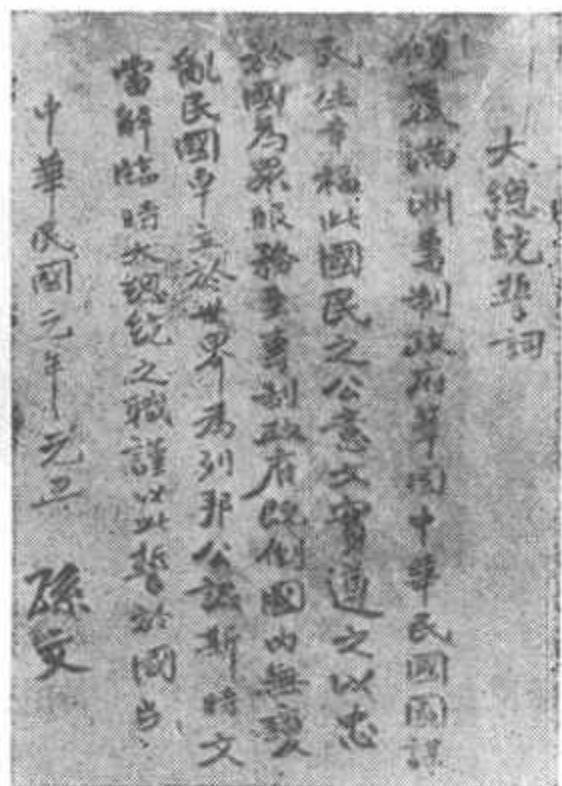 大總統誓詞
傾覆滿洲專制政府鞏固中華民國圖謀
民生幸福此國民之公意文實遵之以忠
於國為衆服務至專制政府既倒國内無變
亂民國卓立於世界為列邦公認斯時文
當解臨時大總統之職謹以此誓於國民
中華民國元年元旦 孫文